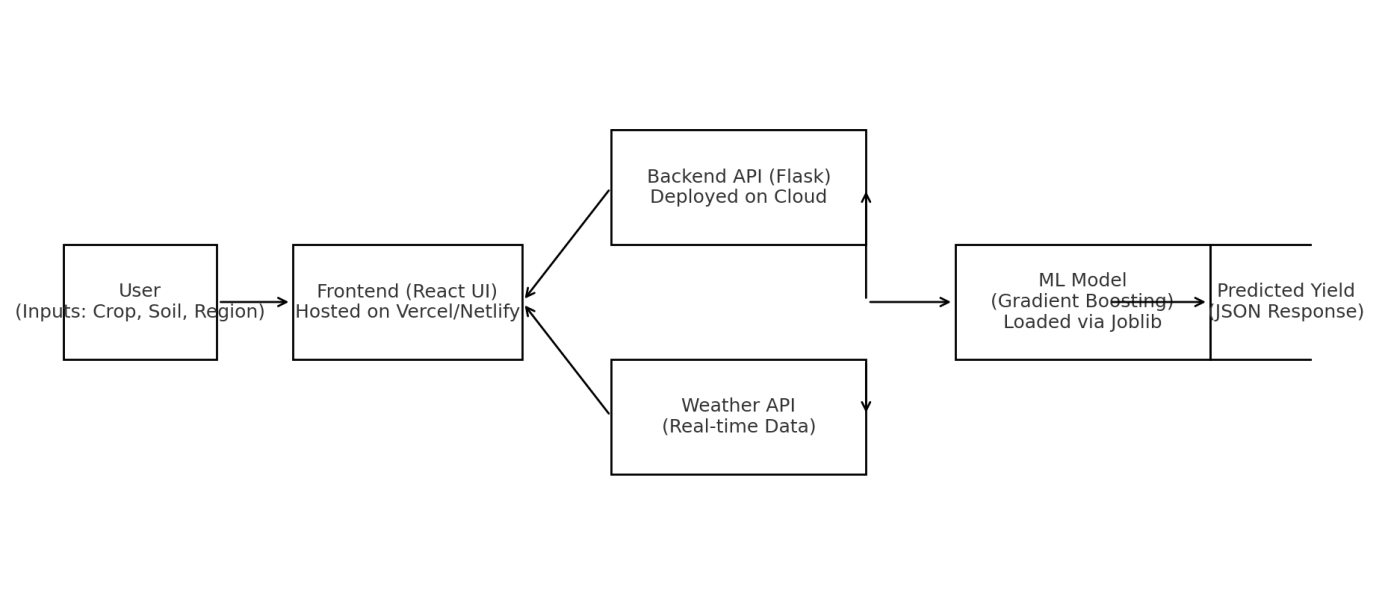 User
(Inputs: Crop, Soil, Region)
Frontend (React UI)
Hosted on Vercel/Netlify
Backend API (Flask)
Deployed on Cloud
Weather API
(Real-time Data)
ML Model
(Gradient Boosting)
Loaded via Joblib
Predicted Yield
(JSON Response)